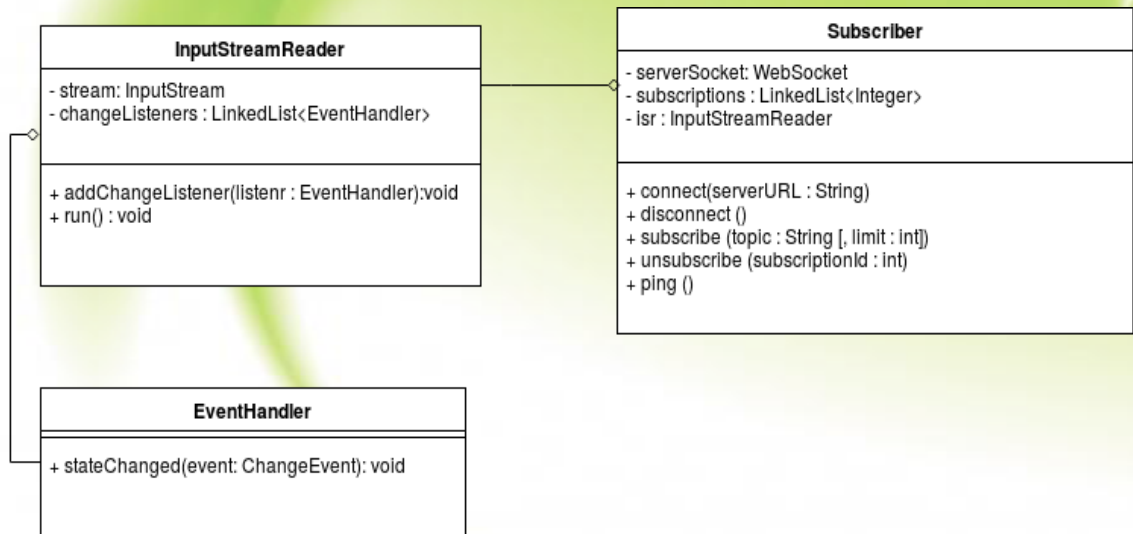 InputStreamReader
- stream: InputStream
- changeListeners : LinkedList<EventHandler>
+ addChangeListener(listenr : EventHandler):void
+ run() : void
Subscriber
- serverSocket: WebSocket
- subscriptions : LinkedList<Integer>
- isr : InputStreamReader
+ connect(serverURL : String)
+ disconnect ()
+ subscribe (topic : String [, limit : int])
+ unsubscribe (subscriptionId : int)
+ ping ()
EventHandler
+ stateChanged(event: ChangeEvent): void